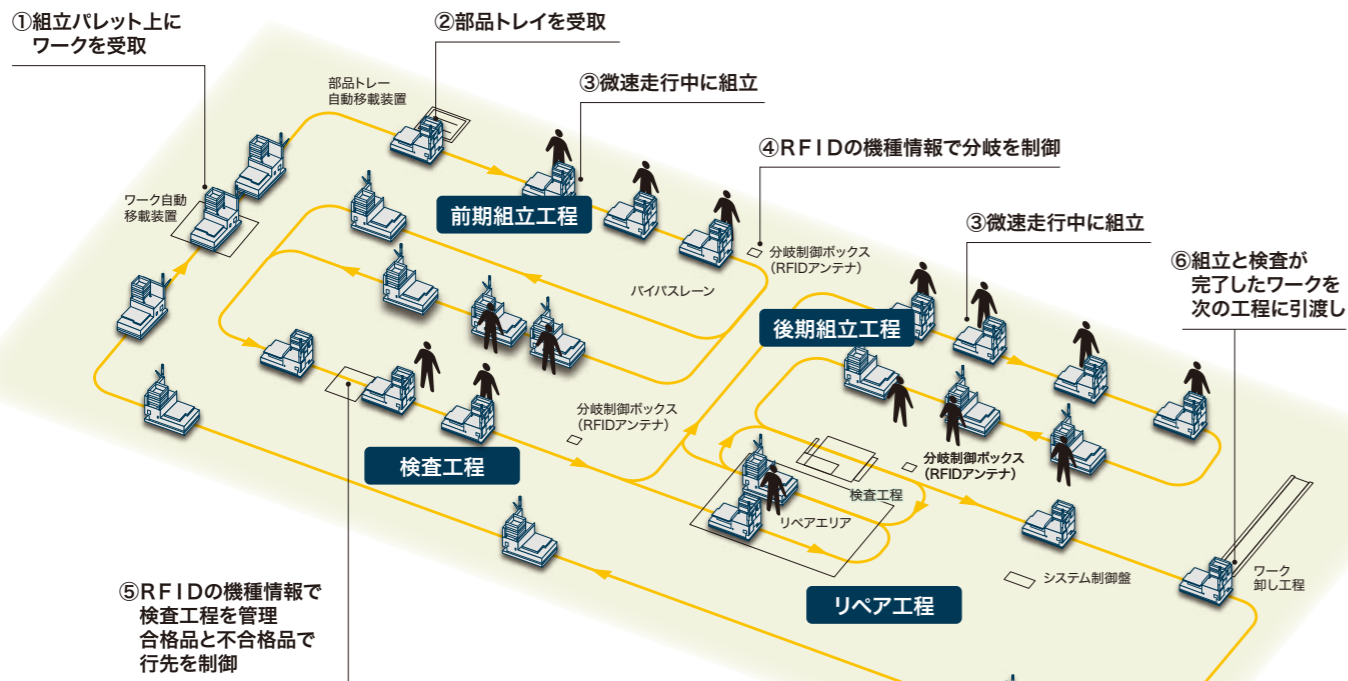 ①組立パレット上に
ワークを受取
②部品トレイを受取
③微速走行中に組立
部品トレー
自動移載装置
④RFIDの機種情報で分岐を制御
ワーク自動
移載装置
前期組立工程
③微速走行中に組立
分岐制御ボックス
(RFIDアンテナ)
⑥組立と検査が
完了したワークを
次の工程に引渡し
バイパスレーン
後期組立工程
分岐制御ボックス
(RFIDアンテナ)
検査工程
分岐制御ボックス
(RFIDアンテナ)
検査工程
リペアエリア
システム制御盤
ワーク
卸し工程
リペア工程
⑤RFIDの機種情報で
検査工程を管理
合格品と不合格品で
行先を制御